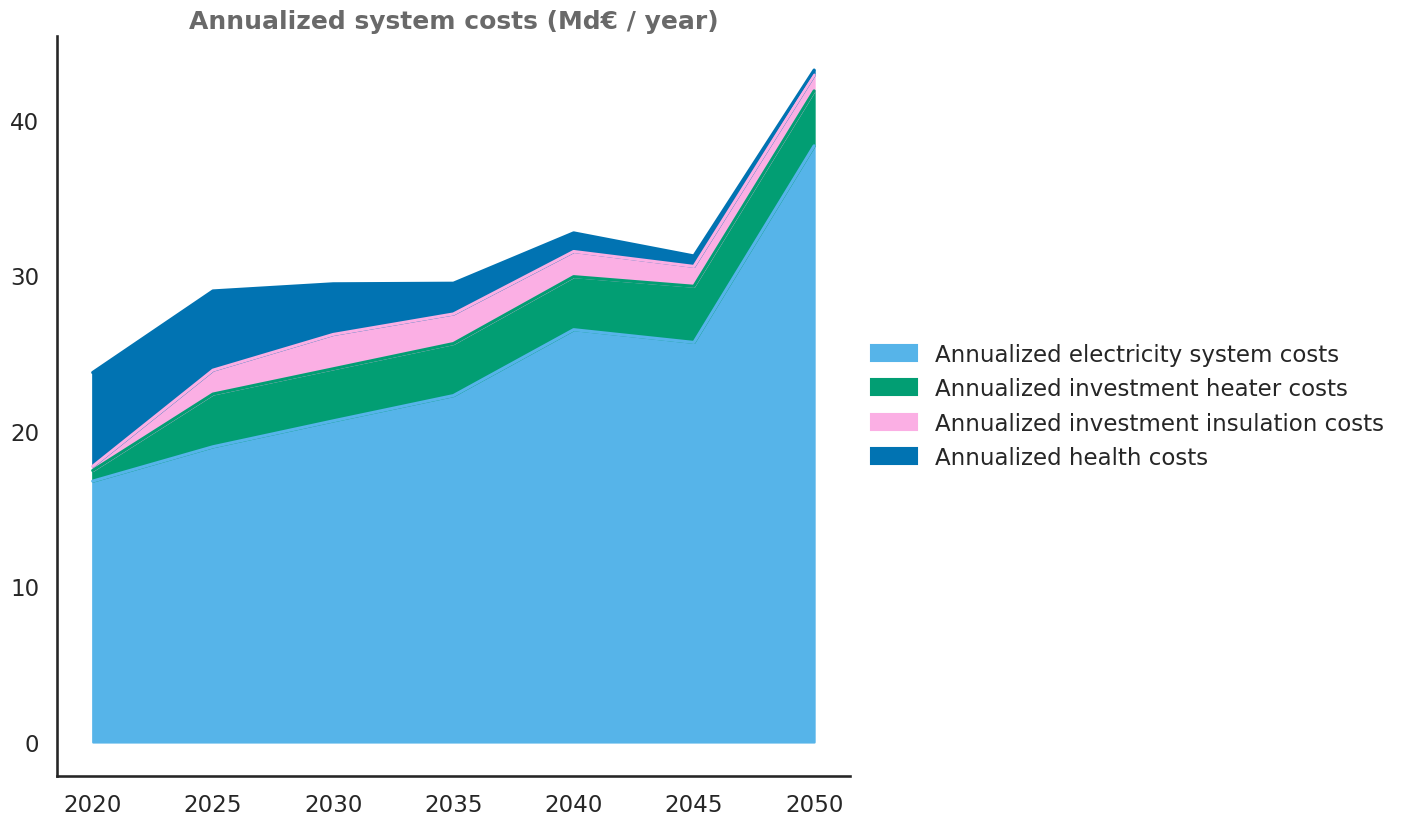 Annualized system costs (Md€ / year)
40
30
20
10
0
2020 2025 2030 2035 2040 2045 2050
Annualized electricity system costs
Annualized investment heater costs
Annualized investment insulation costs
Annualized health costs